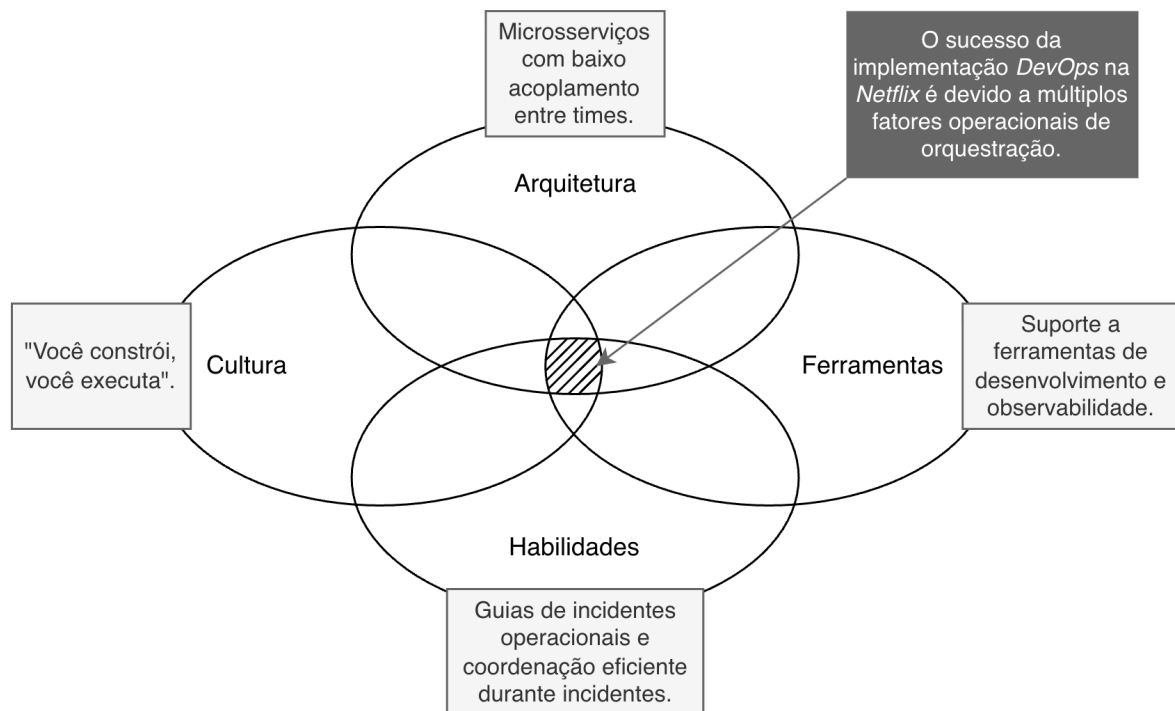 Microsserviços
com baixo
acoplamento
entre times.
O sucesso da
implementação DevOps na
Netflix é devido a múltiplos
fatores operacionais de
orquestração.
Arquitetura
"Você constrói,
você executa".
Cultura
Ferramentas
Suporte a
ferramentas de
desenvolvimento e
observabilidade.
Habilidades
Guias de incidentes
operacionais e
coordenação eficiente
durante incidentes.